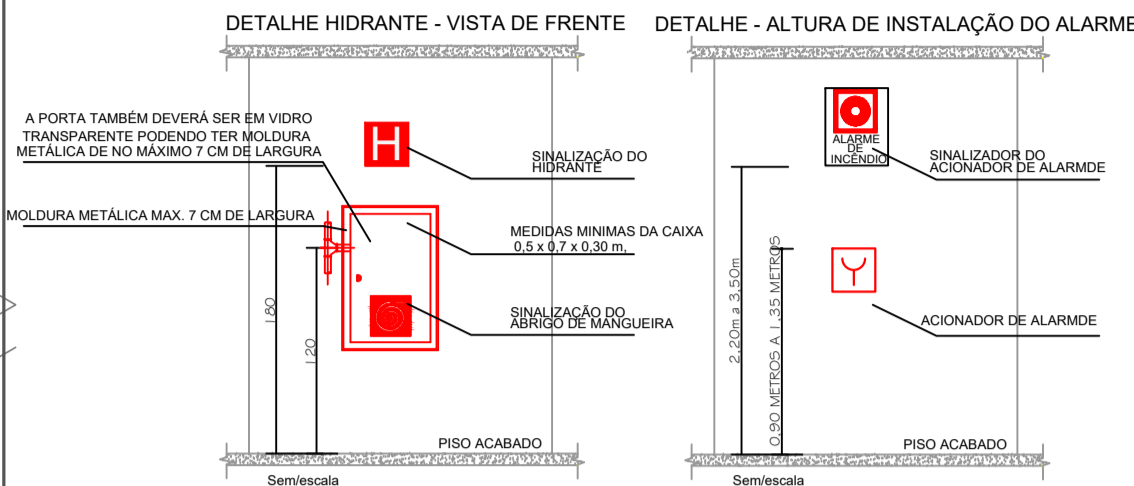 DETALHE HIDRANTE - VISTA DE FRENTE
A PORTA TAMBÉM DEVERÁ SER EM VIDRO
TRANSPARENTE PODENDO TER MOLDURA
METÁLICA DE NO MÁXIMO 7 CM DE LARGURA
H
SINALIZAÇÃO DO
HIDRANTE
MOLDURA METÁLICA MAX. 7 CM DE LARGURA
MEDIDAS MINIMAS DA CAIXA
0,5 x 0,7 x 0,30 m,
SINALIZAÇÃO DO
ABRIGO DE MANGUEIRA
1.80
1.20
PISO ACABADO
Sem/escala
DETALHE - ALTURA DE INSTALAÇÃO DO ALARME
ALARME
DE
INCÊNDIO
SINALIZADOR DO
ACIONADOR DE ALARMDE
ACIONADOR DE ALARMDE
2.20m a 3.50m
0.90 METROS A 1.35 METROS
PISO ACABADO
Sem/escala